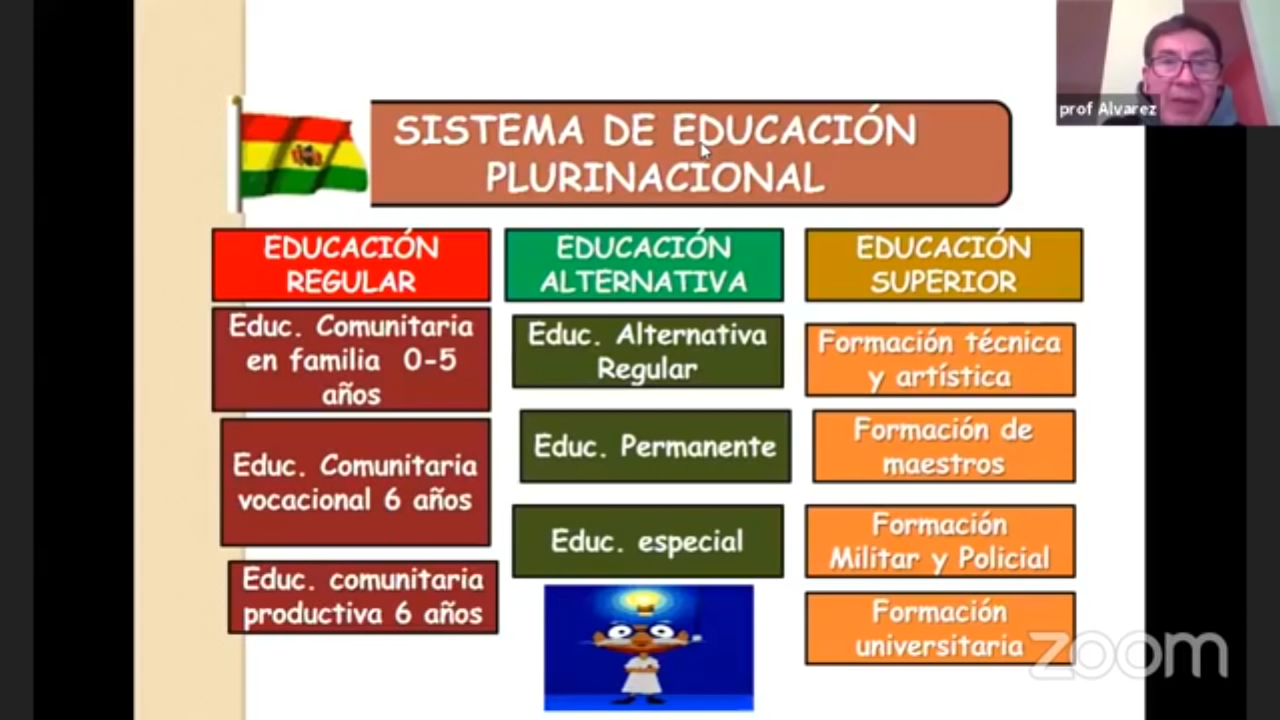 prof Alvarez
SISTEMA DE EDUCACIÓN
PLURINACIONAL
EDUCACIÓN
REGULAR
Educ. Comunitaria
en familia 0-5
años
Educ. Comunitaria
vocacional 6 años
Educ. comunitaria
productiva 6 años
EDUCACIÓN
ALTERNATIVA
Educ. Alternativa
Regular
Educ. Permanente
Educ. especial
EDUCACIÓN
SUPERIOR
Formación técnica
y artística
Formación de
maestros
Formación
Militar y Policial
Formación
universitaria
zoom